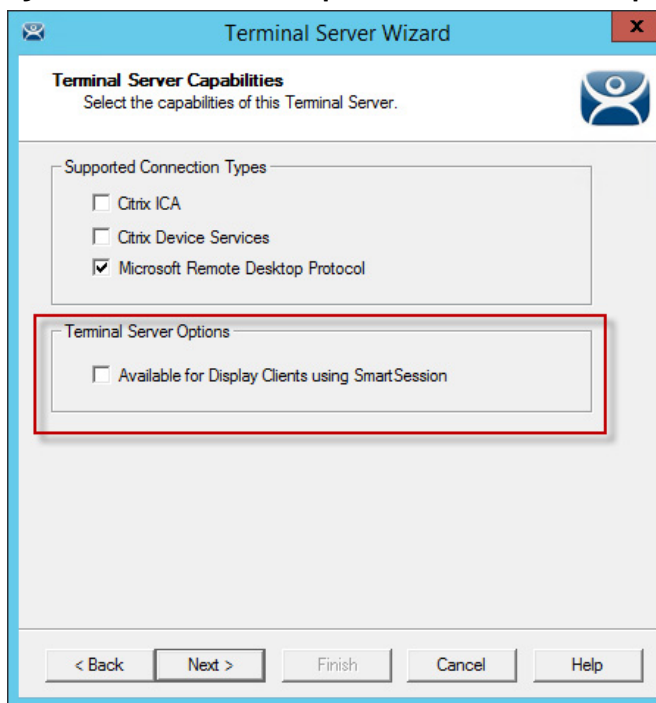 Terminal Server Wizard
x
Terminal Server Capabilities
Select the capabilities of this Terminal Server.
Supported Connection Types
Citrix ICA
Citrix Device Services
Microsoft Remote Desktop Protocol
Terminal Server Options
Available for Display Clients using SmartSession
< Back Next > Finish Cancel Help